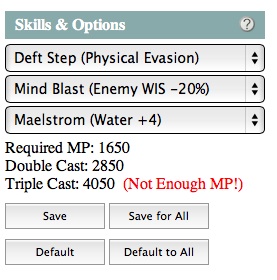 Skills & Options ?
Deft Step (Physical Evasion)
Mind Blast (Enemy WIS -20%)
Maelstrom (Water +4)
Required MP: 1650
Double Cast: 2850
Triple Cast: 4050 (Not Enough MP!)
Save Save for All
Default Default to All